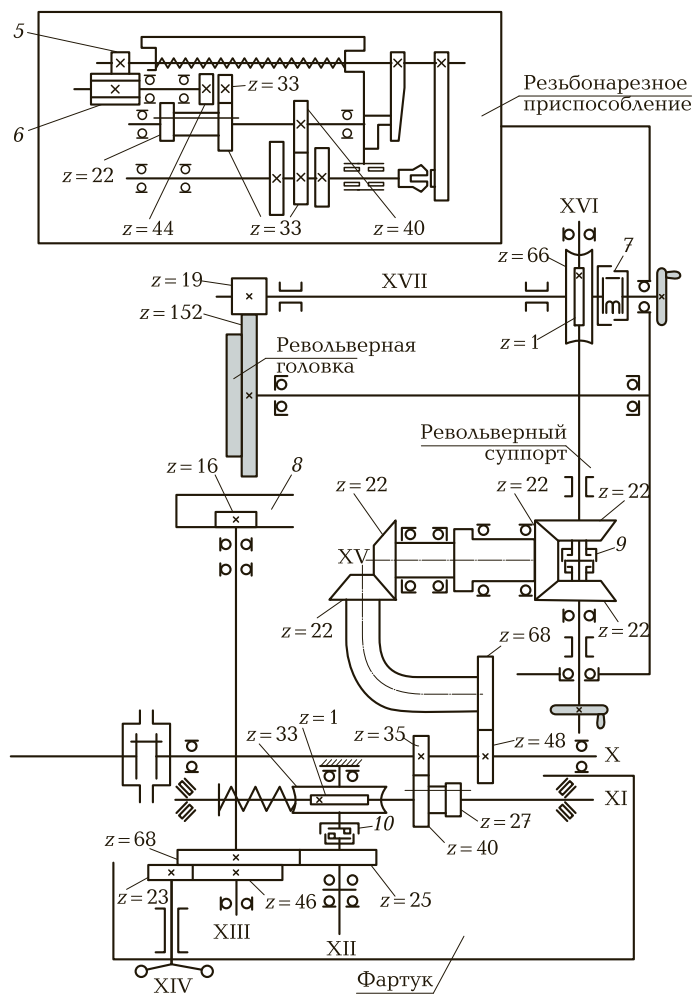 5
z=33
Резьбонарезное
приспособление
6
z=22
z=44
z=33
z=40
XVI
z=66
7
z=19
XVII
z=152
z=1
Револьверная
головка
Револьверный
суппорт
z=16
8
z=22
z=22
z=22
XV
9
z=22
z=22
z=68
z=33
z=1
z=35
z=48
X
XI
10
z=27
z=68
z=40
z=23
z=46
z=25
XIII
XII
XIV
Фартук